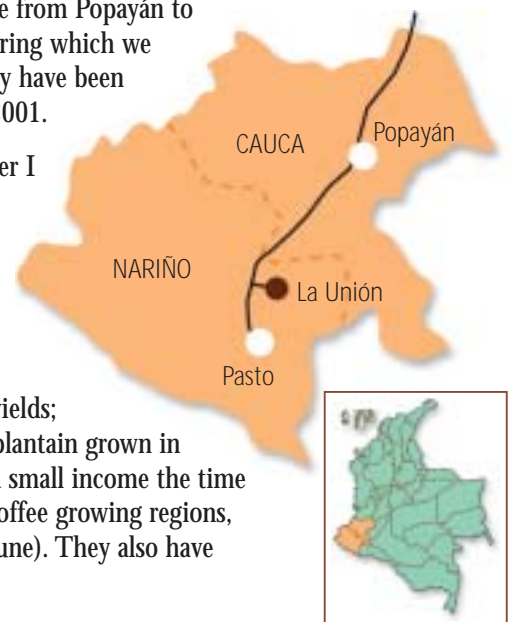 e from Popayán to
ring which we
y have been
001.
er I
CAUCA
Popayán
NARIÑO
La Unión
Pasto
ields;
plantain grown in
small income the time
offee growing regions,
une). They also have